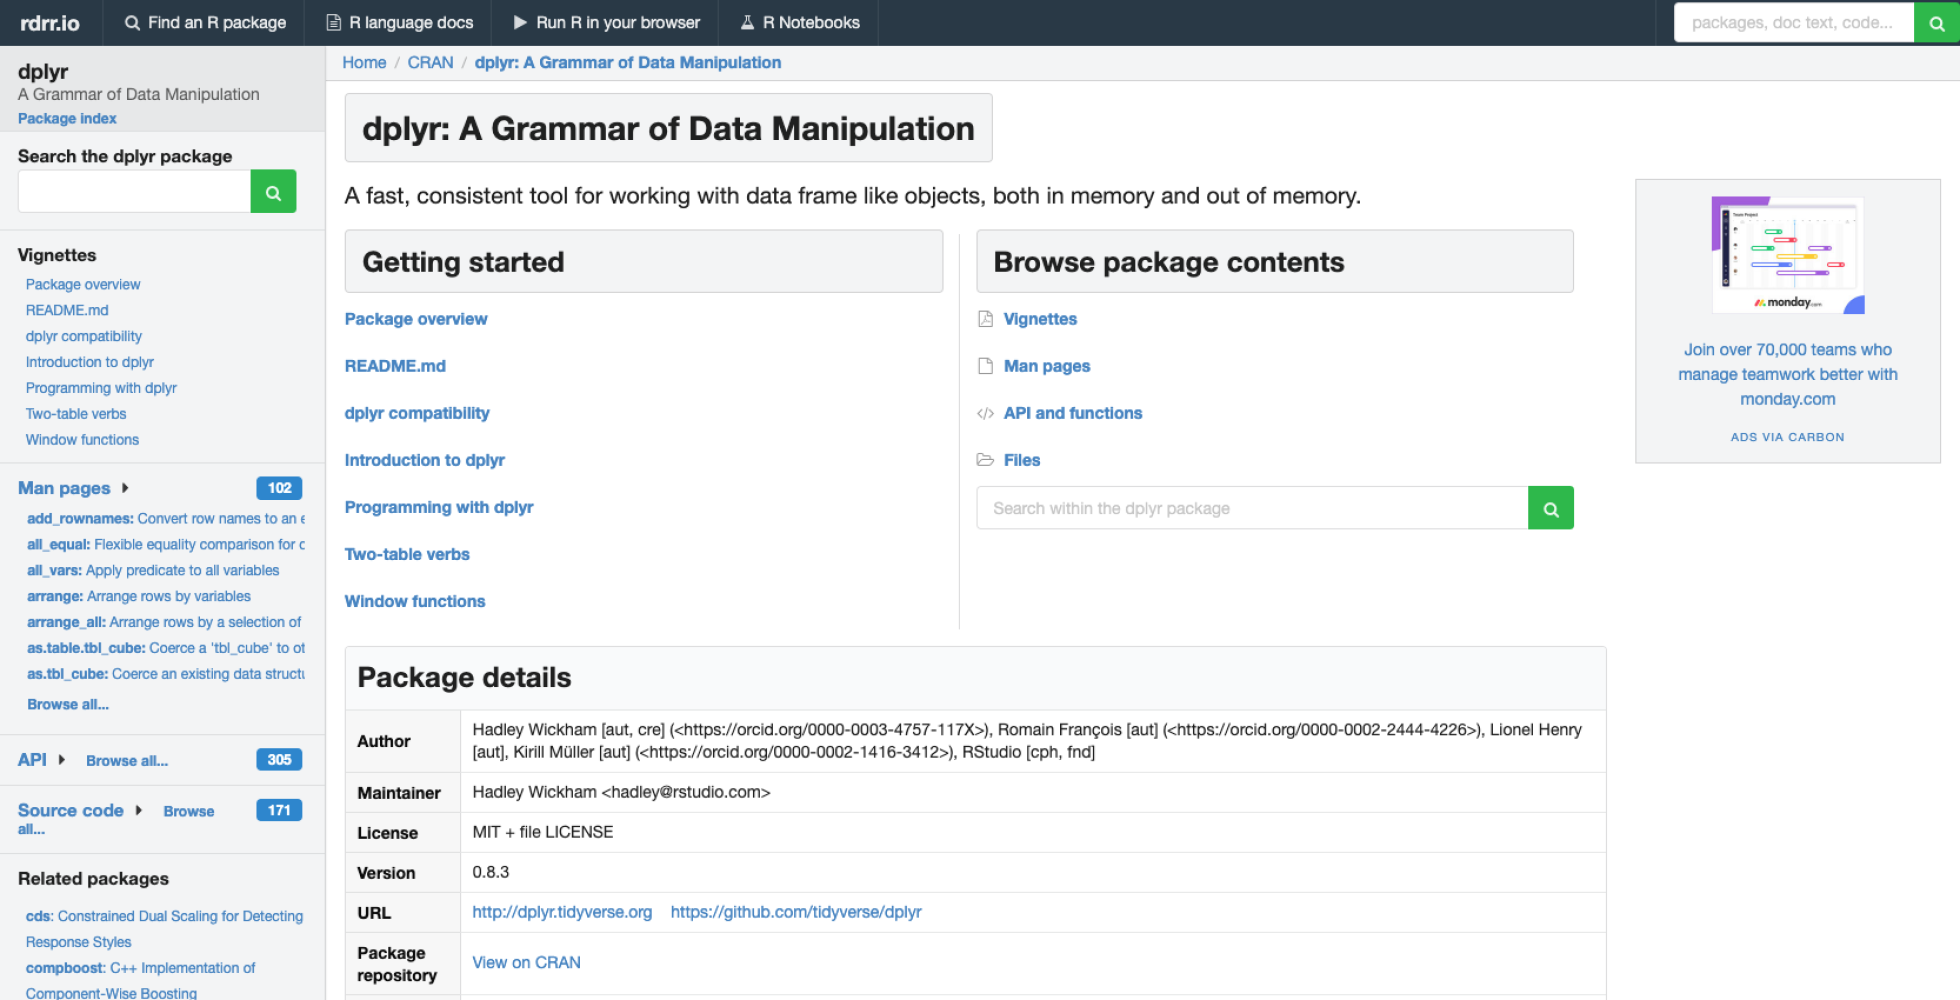 rdrr.io
Find an R package
R language docs
Run R in your browser
R Notebooks
packages, doc text, code...
dplyr
A Grammar of Data Manipulation
Package index
Search the dplyr package
Vignettes
Package overview
README.md
dplyr compatibility
Introduction to dplyr
Programming with dplyr
Two-table verbs
Window functions
Man pages 102
add_rownames: Convert row names to an e
all_equal: Flexible equality comparison for
all_vars: Apply predicate to all variables
arrange: Arrange rows by variables
arrange_all: Arrange rows by a selection of
as.table.tbl_cube: Coerce a 'tbl_cube' to ot
as.tbl_cube: Coerce an existing data structu
Browse all...
API Browse all... 305
Source code Browse 171
all...
Related packages
cds: Constrained Dual Scaling for Detecting
Response Styles
compboost: C++ Implementation of
Component-Wise Boosting
Home / CRAN / dplyr: A Grammar of Data Manipulation
dplyr: A Grammar of Data Manipulation
A fast, consistent tool for working with data frame like objects, both in memory and out of memory.
Getting started
Package overview
README.md
dplyr compatibility
Introduction to dplyr
Programming with dplyr
Two-table verbs
Window functions
Browse package contents
Vignettes
Man pages
</> API and functions
Files
Search within the dplyr package
Package details
Author
Hadley Wickham [aut, cre] (<https://orcid.org/0000-0003-4757-117X>), Romain François [aut] (<https://orcid.org/0000-0002-2444-4226>), Lionel Henry
[aut], Kirill Müller [aut] (<https://orcid.org/0000-0002-1416-3412>), RStudio [cph, fnd]
Maintainer Hadley Wickham <hadley@rstudio.com>
License MIT + file LICENSE
Version 0.8.3
URL http://dplyr.tidyverse.org https://github.com/tidyverse/dplyr
Package
repository
View on CRAN
Team Project
monday.com
Join over 70,000 teams who
manage teamwork better with
monday.com
ADS VIA CARBON